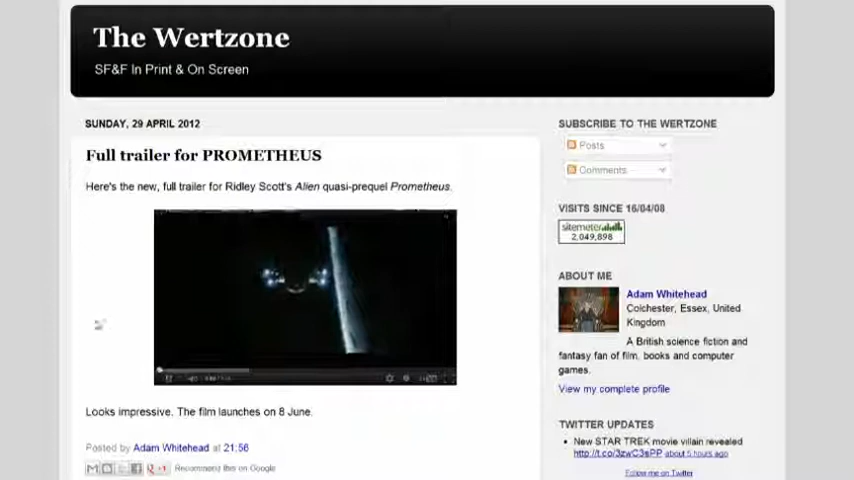 The Wertzone
SF&F In Print & On Screen
SUNDAY, 29 APRIL 2012
Full trailer for PROMETHEUS
Here's the new, full trailer for Ridley Scott's Alien quasi-prequel Prometheus.
Looks impressive. The film launches on 8 June.
Posted by Adam Whitehead at 21:56
+1 Recommend this on Google
SUBSCRIBE TO THE WERTZONE
Posts
Comments
VISITS SINCE 16/04/08
sitemeter
2,049,898
ABOUT ME
Adam Whitehead
Colchester, Essex, United
Kingdom
A British science fiction and
fantasy fan of film, books and computer
games.
View my complete profile
TWITTER UPDATES
New STAR TREK movie villain revealed
http://t.co/3zwC3sPP about 5 hours ago
Follow me on Twitter